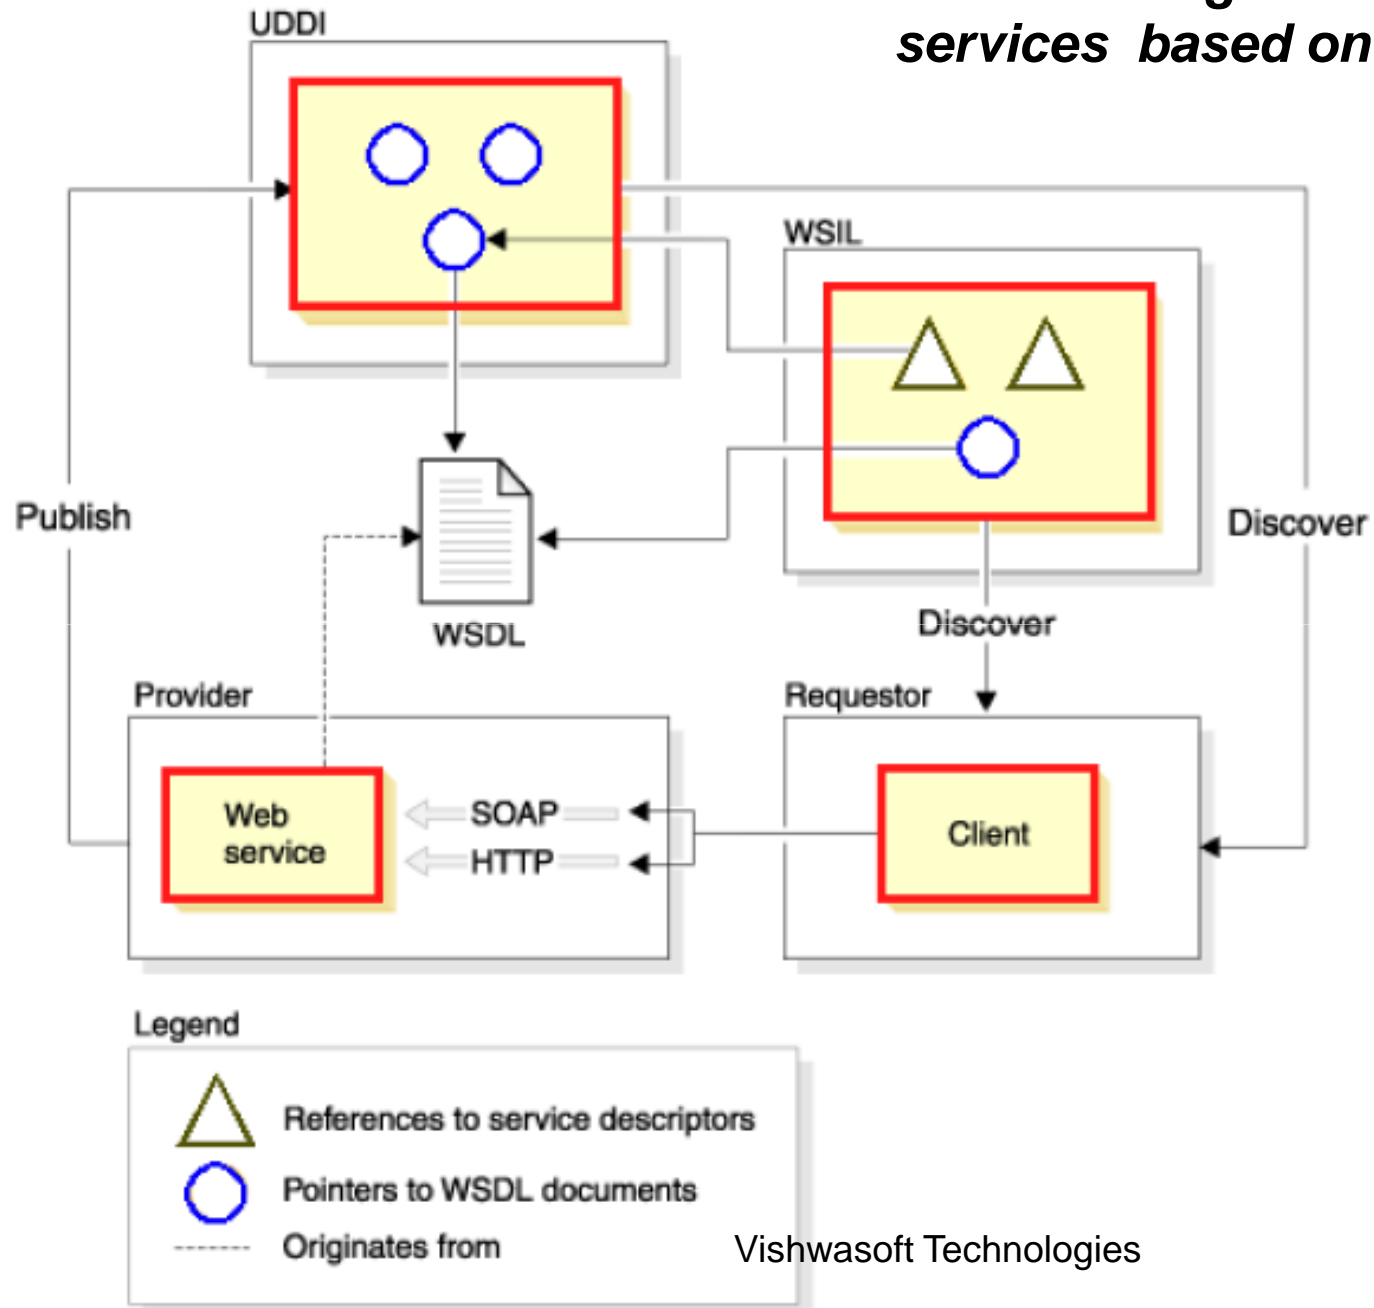 services based on
UDDI
WSIL
Publish
Discover
WSDL
Discover
Provider
Requestor
Web
service
SOAP
HTTP
Client
Legend
References to service descriptors
Pointers to WSDL documents
Originates from
Vishwasoft Technologies